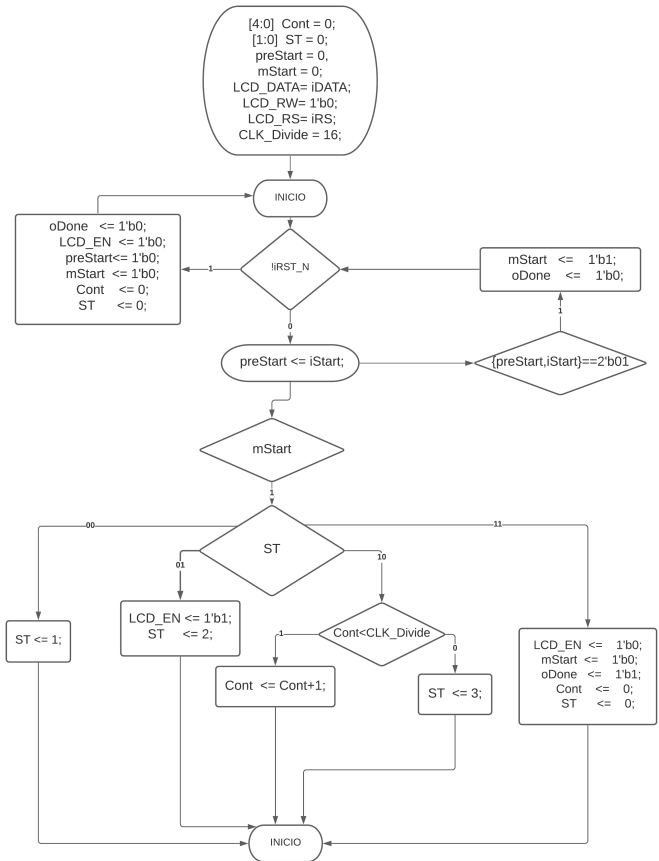 [4:0] Cont = 0;
[1:0] ST = 0;
preStart = 0,
mStart = 0;
LCD_DATA= iDATA;
LCD_RW= 1'b0;
LCD_RS= iRS;
CLK_Divide = 16;
INICIO
oDone <= 1'b0;
LCD_EN <= 1'b0;
preStart<= 1'b0;
mStart <= 1'b0;
Cont <= 0;
ST <= 0;
1
!iRST_N
mStart <= 1'b1;
oDone <= 1'b0;
0
1
preStart <= iStart;
{preStart,iStart}==2'b01
mStart
1
00
11
ST
01
10
LCD_EN <= 1'b1;
ST <= 2;
ST <= 1;
Cont<CLK_Divide
1
0
Cont <= Cont+1;
ST <= 3;
LCD_EN <= 1'b0;
mStart <= 1'b0;
oDone <= 1'b1;
Cont <= 0;
ST <= 0;
INICIO